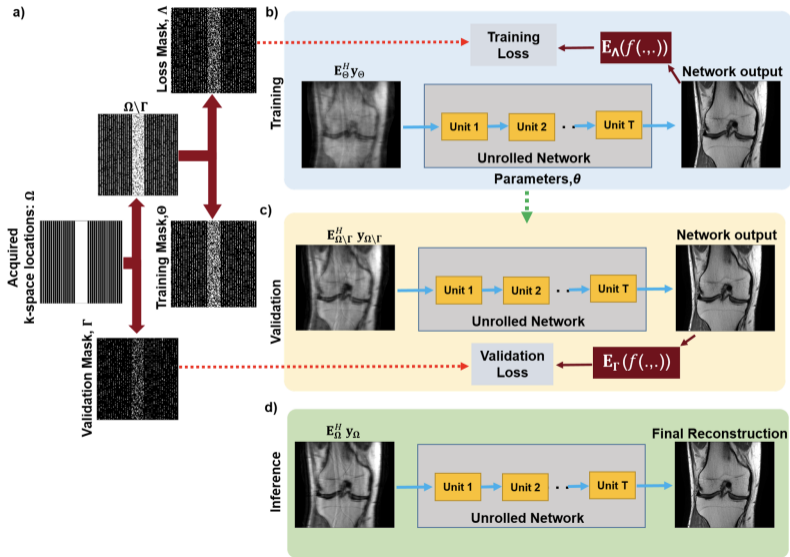 a)
Loss Mask, Λ
Ω\Γ
Acquired
k-space locations: Ω
Training Mask,Θ
Validation Mask, Γ
b)
Training
E_Θ^H y_Θ
Training
Loss
E_Λ(f(.,.))
Network output
Unit 1
Unit 2
. .
Unit T
Unrolled Network
Parameters,θ
c)
Validation
E_{Ω\Γ}^H y_{Ω\Γ}
Network output
Unit 1
Unit 2
. .
Unit T
Unrolled Network
Validation
Loss
E_Γ(f(.,.))
d)
Inference
E_Ω^H y_Ω
Final Reconstruction
Unit 1
Unit 2
. .
Unit T
Unrolled Network